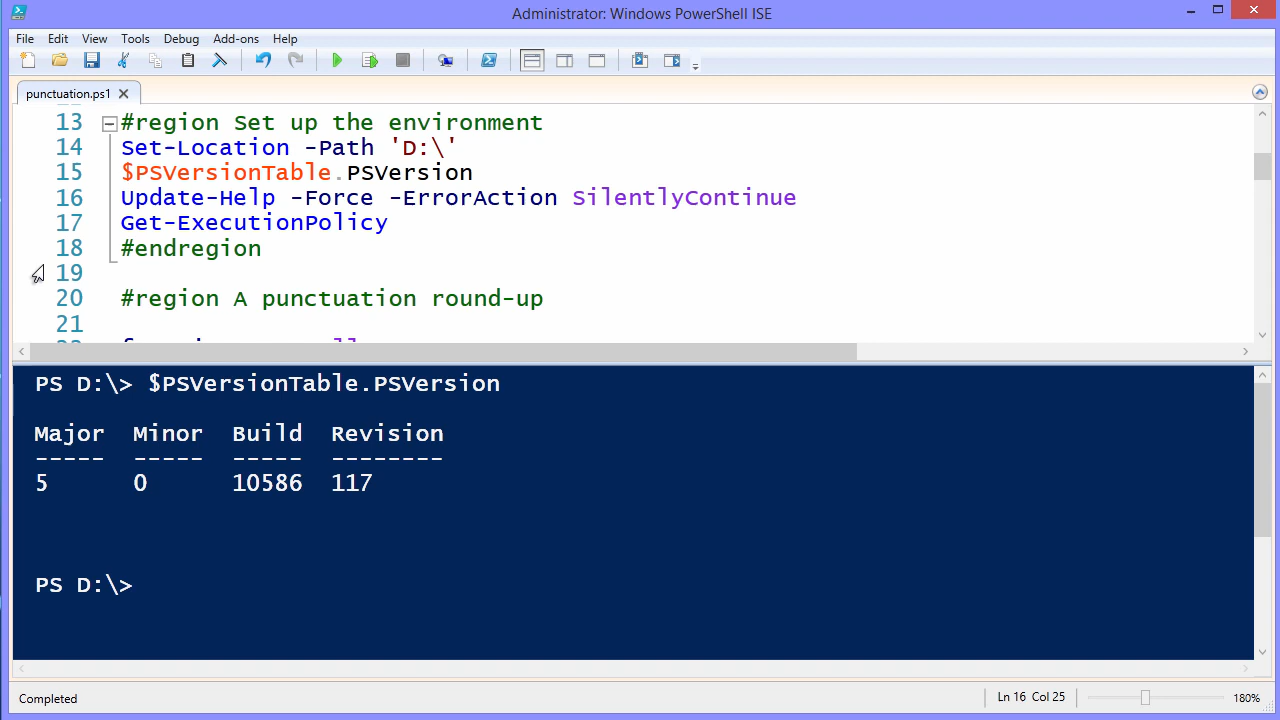 Administrator: Windows PowerShell ISE
File Edit View Tools Debug Add-ons Help
punctuation.ps1
13 #region Set up the environment
14 Set-Location -Path 'D:\'
15 $PSVersionTable.PSVersion
16 Update-Help -Force -ErrorAction SilentlyContinue
17 Get-ExecutionPolicy
18 #endregion
19
20 #region A punctuation round-up
21
PS D:\> $PSVersionTable.PSVersion
Major Minor Build Revision
----- ----- ----- --------
5 0 10586 117
PS D:\>
Completed
Ln 16 Col 25
180%